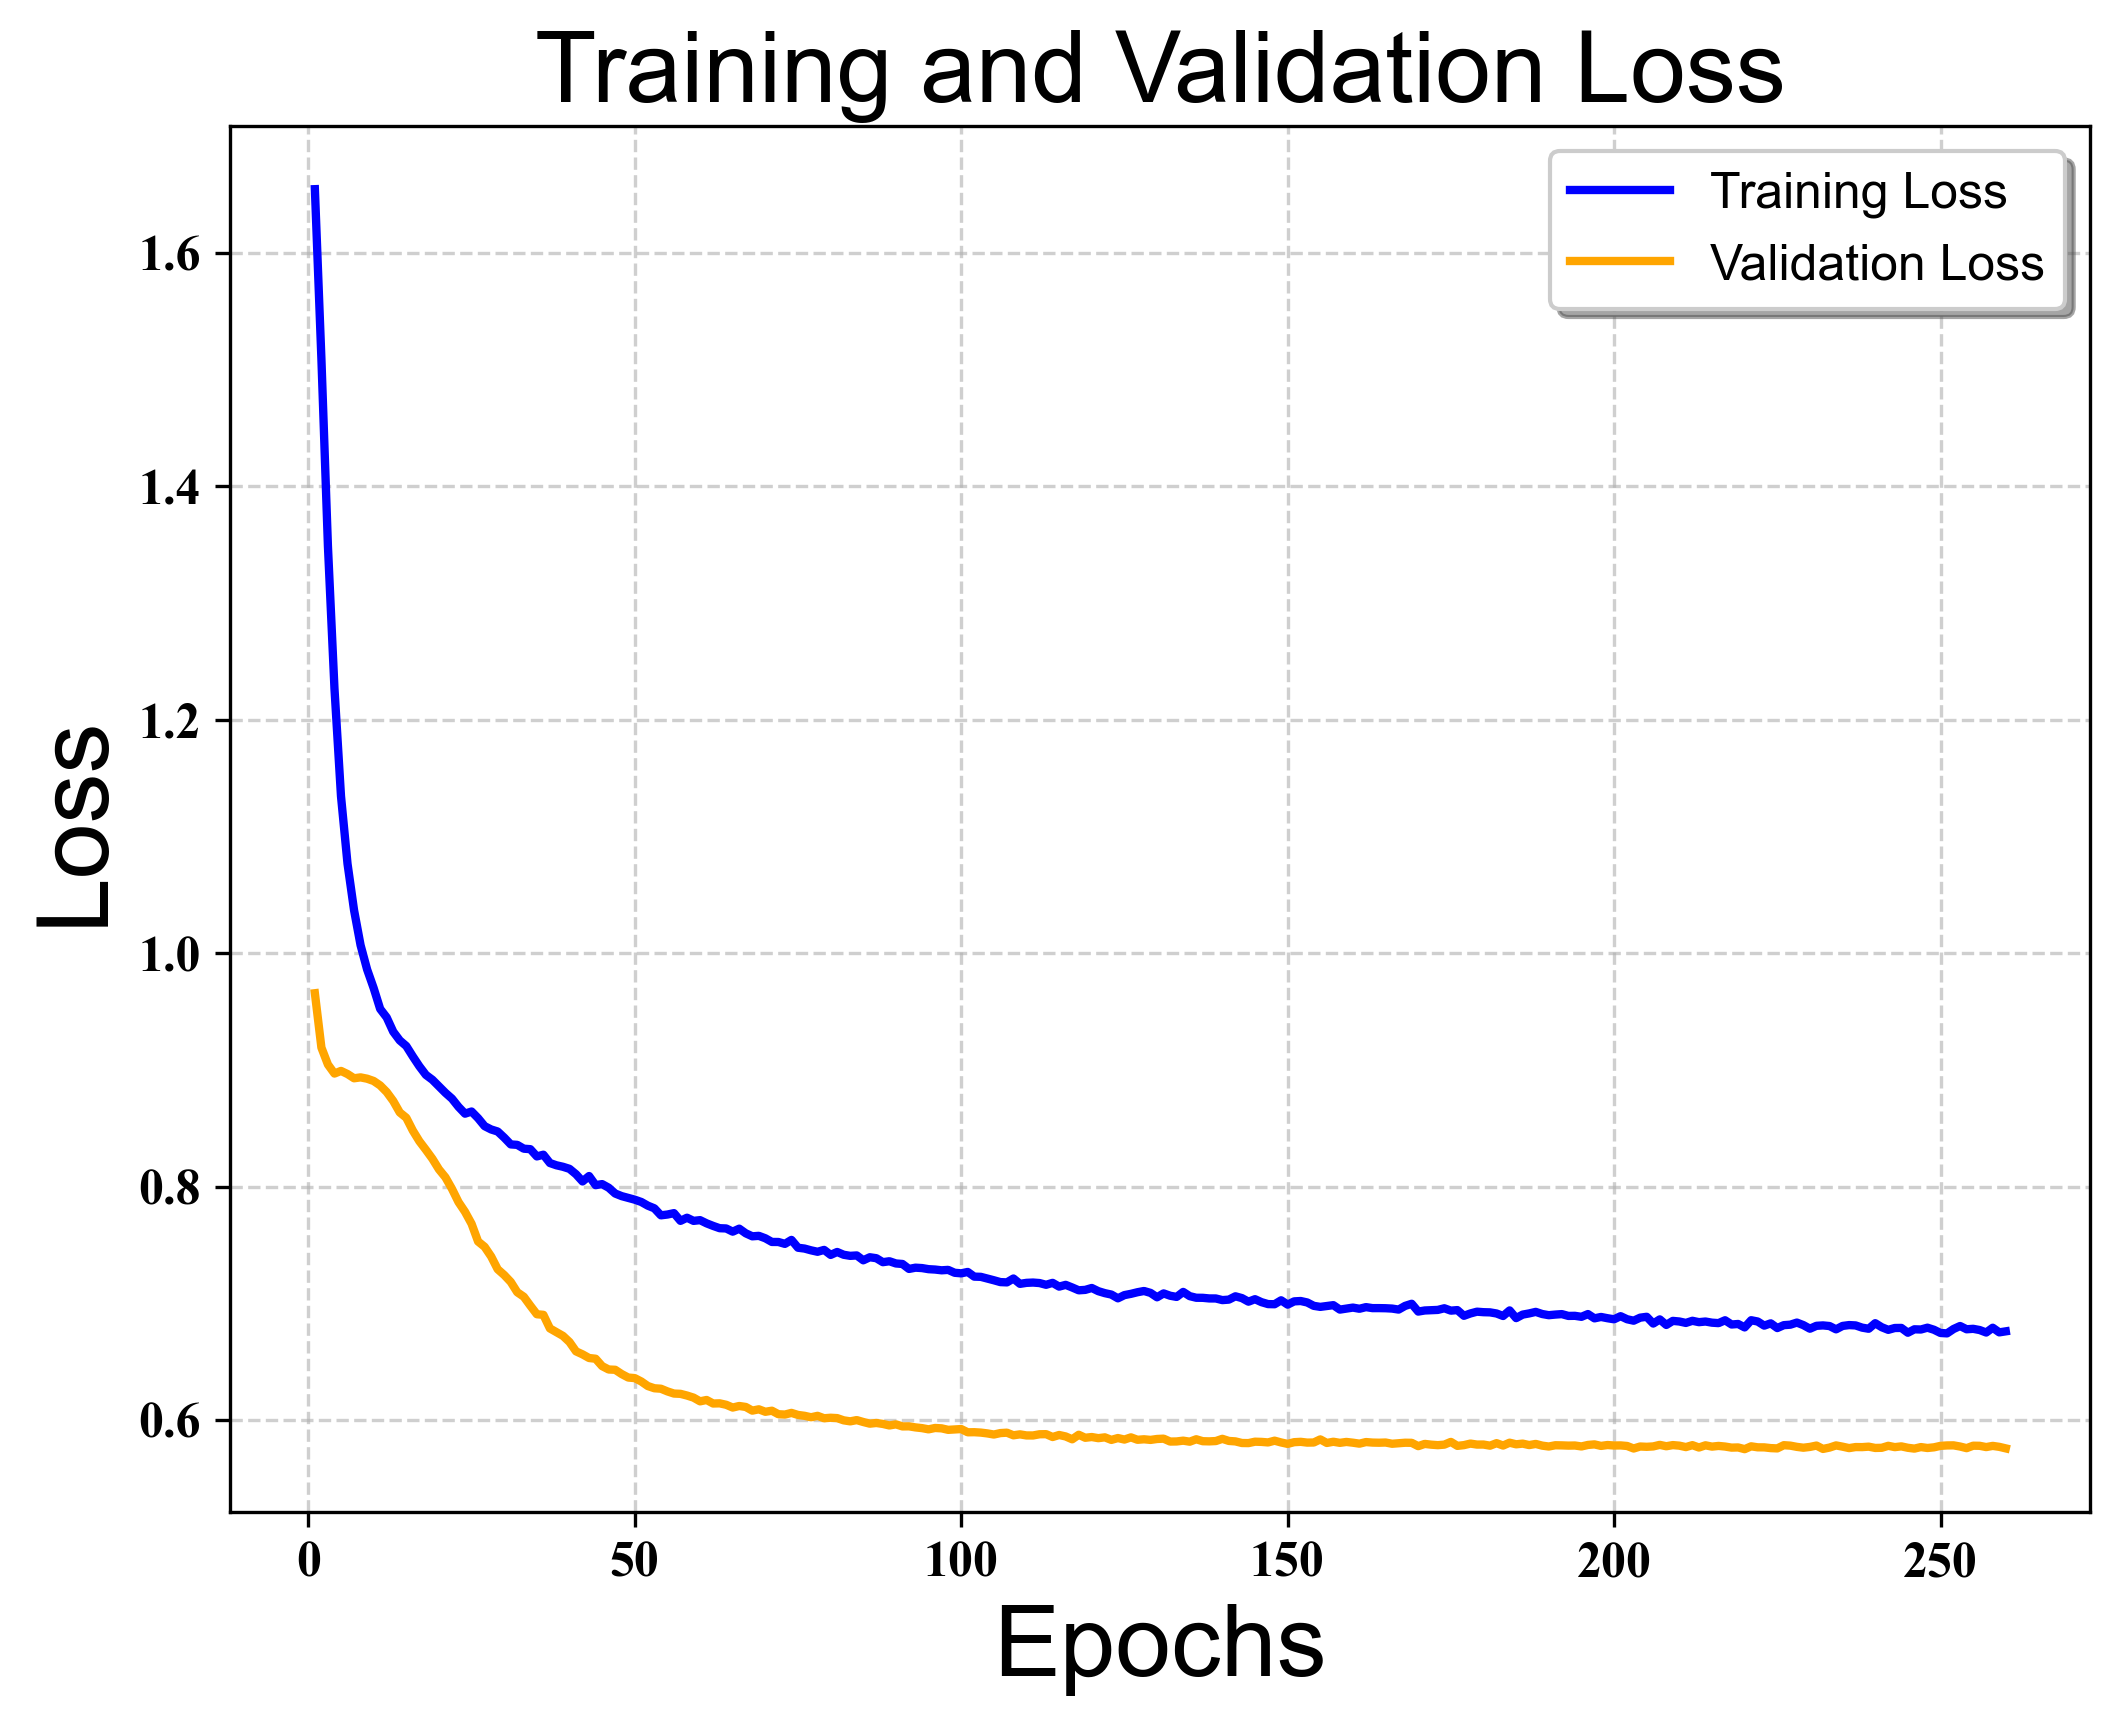 Training and Validation Loss
Training Loss
Validation Loss
Loss
1.6
1.4
1.2
1.0
0.8
0.6
0 50 100 150 200 250
Epochs